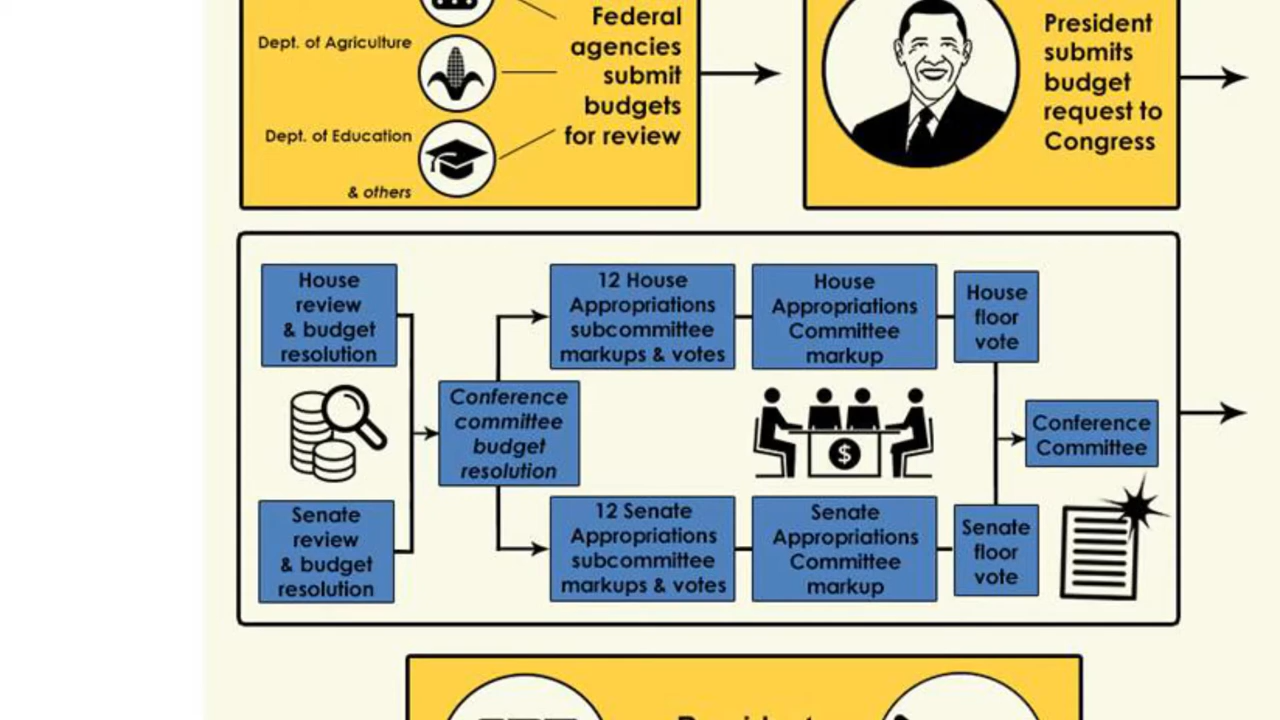 Dept. of Agriculture
Dept. of Education
& others
Federal
agencies
submit
budgets
for review
President
submits
budget
request to
Congress
House
review
& budget
resolution
Senate
review
& budget
resolution
Conference
committee
budget
resolution
12 House
Appropriations
subcommittee
markups & votes
House
Appropriations
Committee
markup
House
floor
vote
$
12 Senate
Appropriations
subcommittee
markups & votes
Senate
Appropriations
Committee
markup
Senate
floor
vote
Conference
Committee